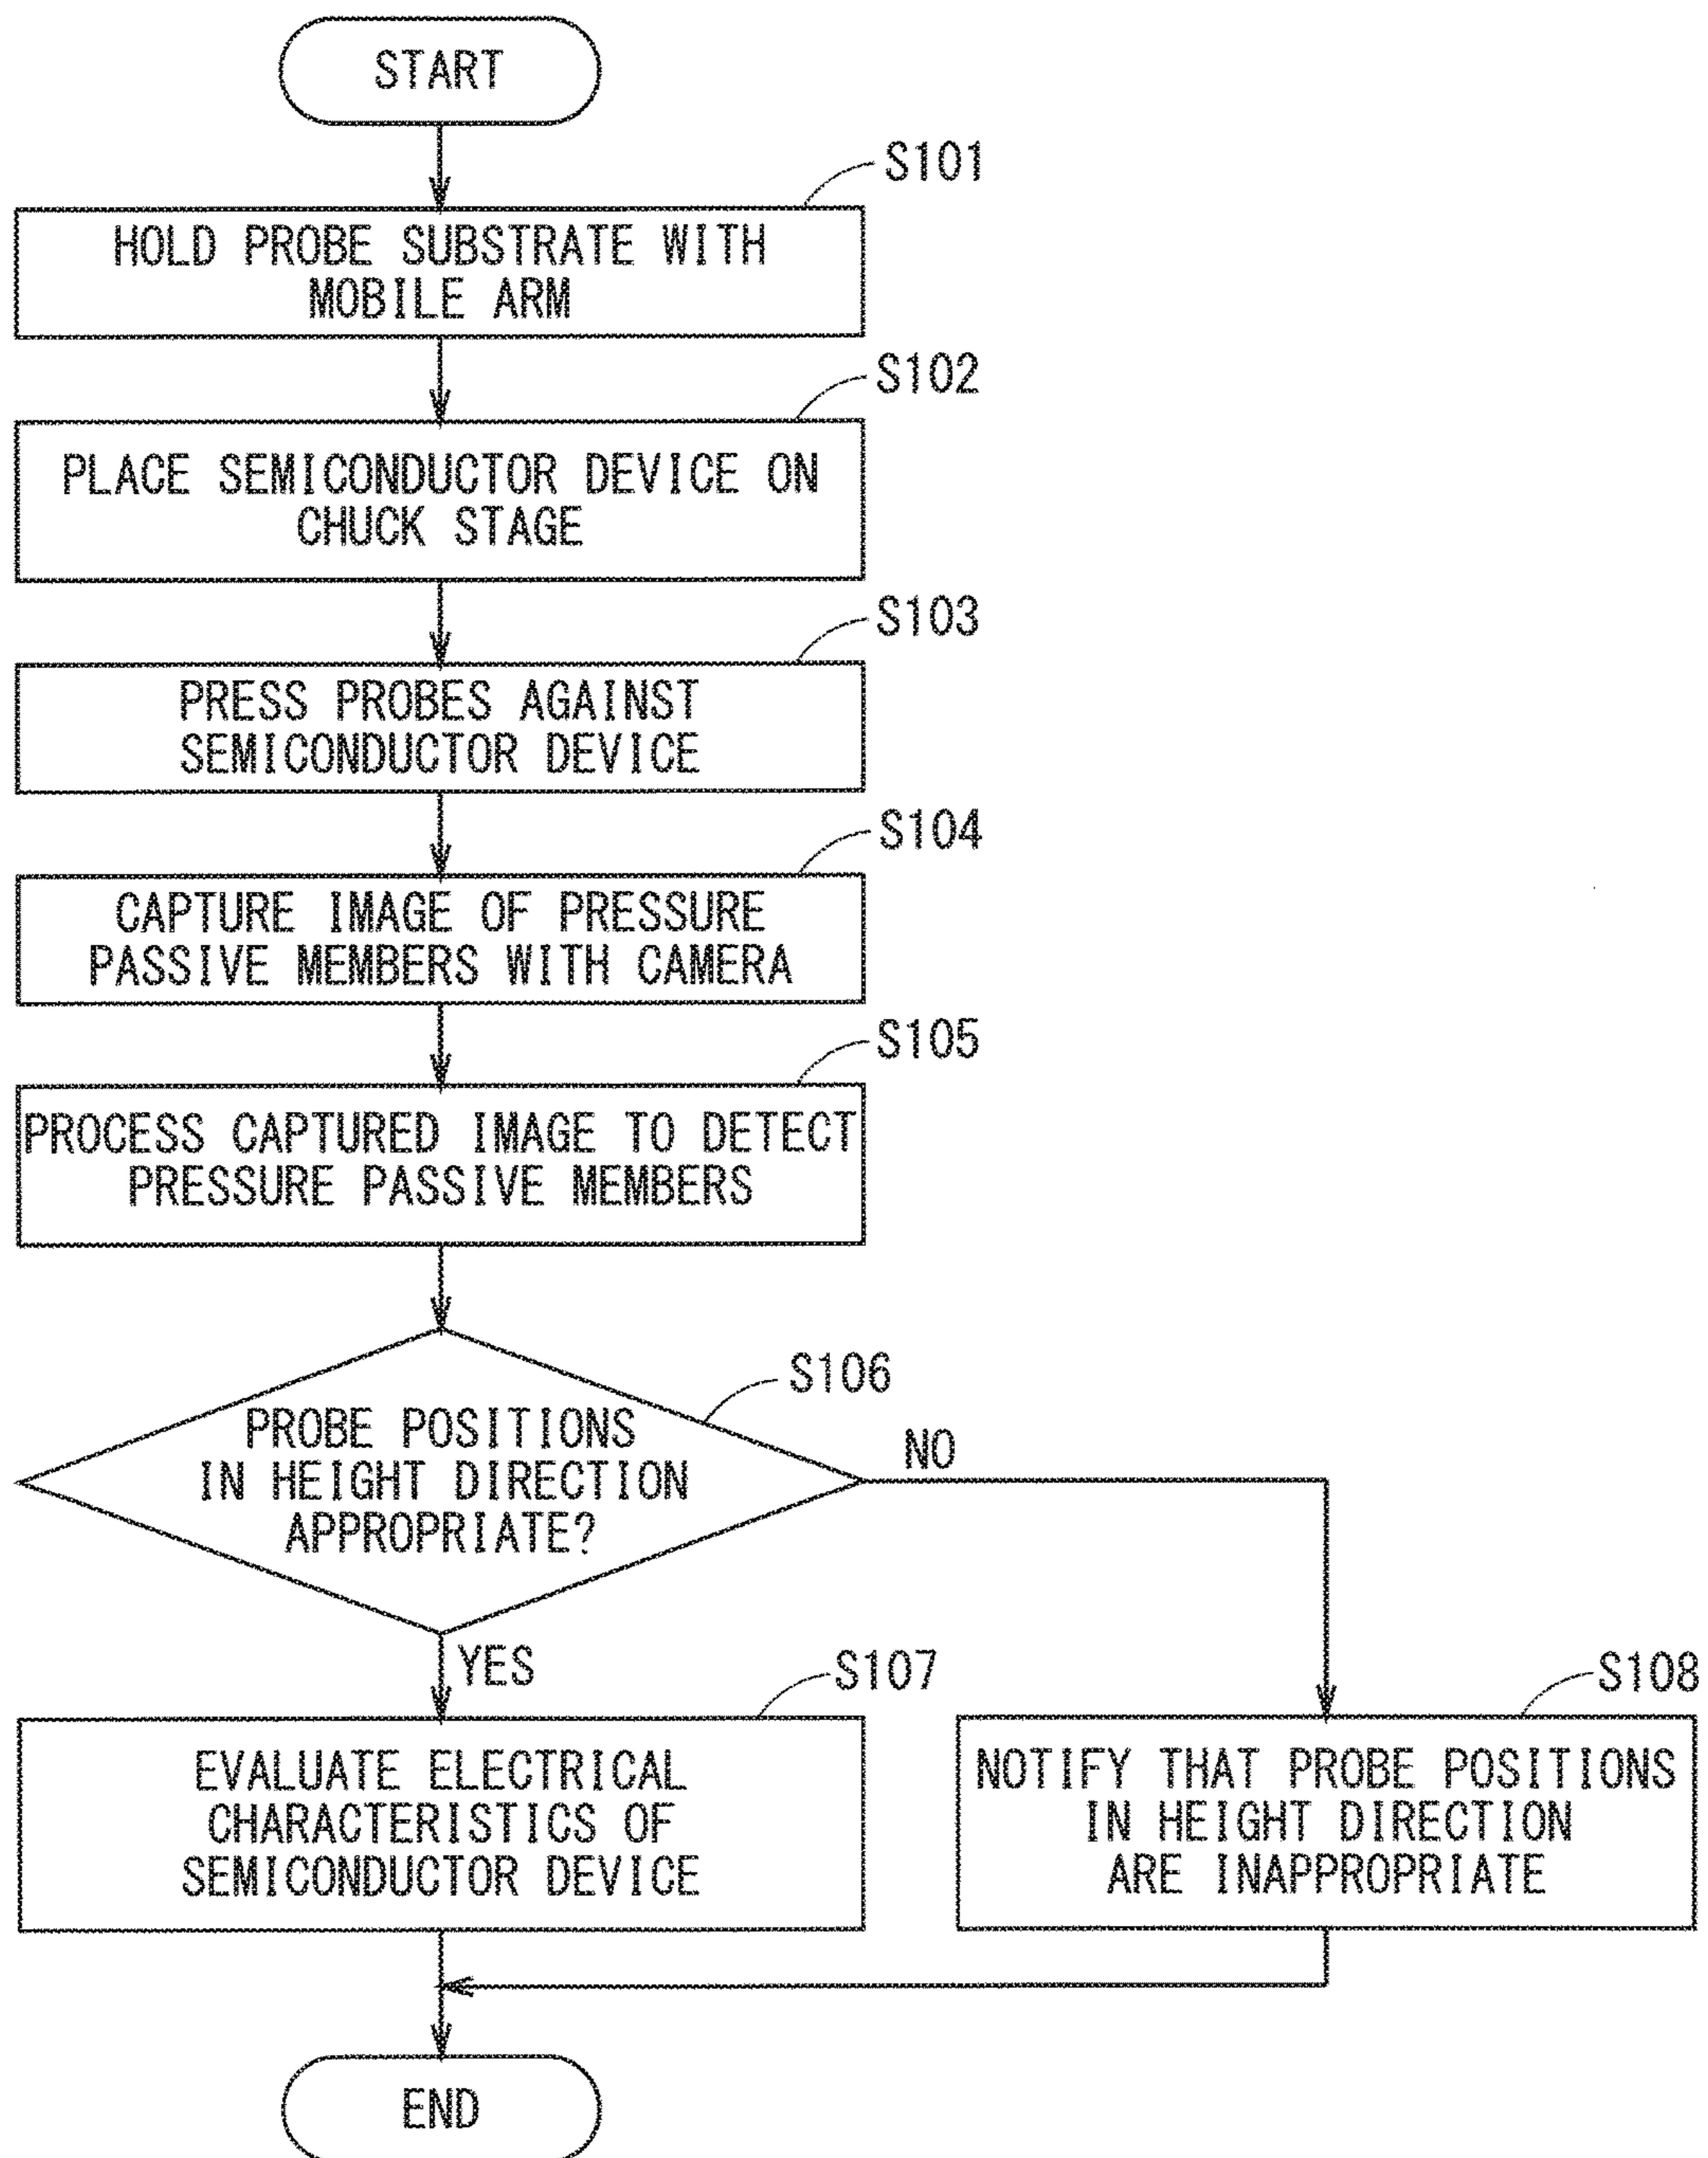 START
S101
HOLD PROBE SUBSTRATE WITH
MOBILE ARM
S102
PLACE SEMICONDUCTOR DEVICE ON
CHUCK STAGE
S103
PRESS PROBES AGAINST
SEMICONDUCTOR DEVICE
S104
CAPTURE IMAGE OF PRESSURE
PASSIVE MEMBERS WITH CAMERA
S105
PROCESS CAPTURED IMAGE TO DETECT
PRESSURE PASSIVE MEMBERS
S106
PROBE POSITIONS
IN HEIGHT DIRECTION
APPROPRIATE?
NO
YES
S107
EVALUATE ELECTRICAL
CHARACTERISTICS OF
SEMICONDUCTOR DEVICE
S108
NOTIFY THAT PROBE POSITIONS
IN HEIGHT DIRECTION
ARE INAPPROPRIATE
END